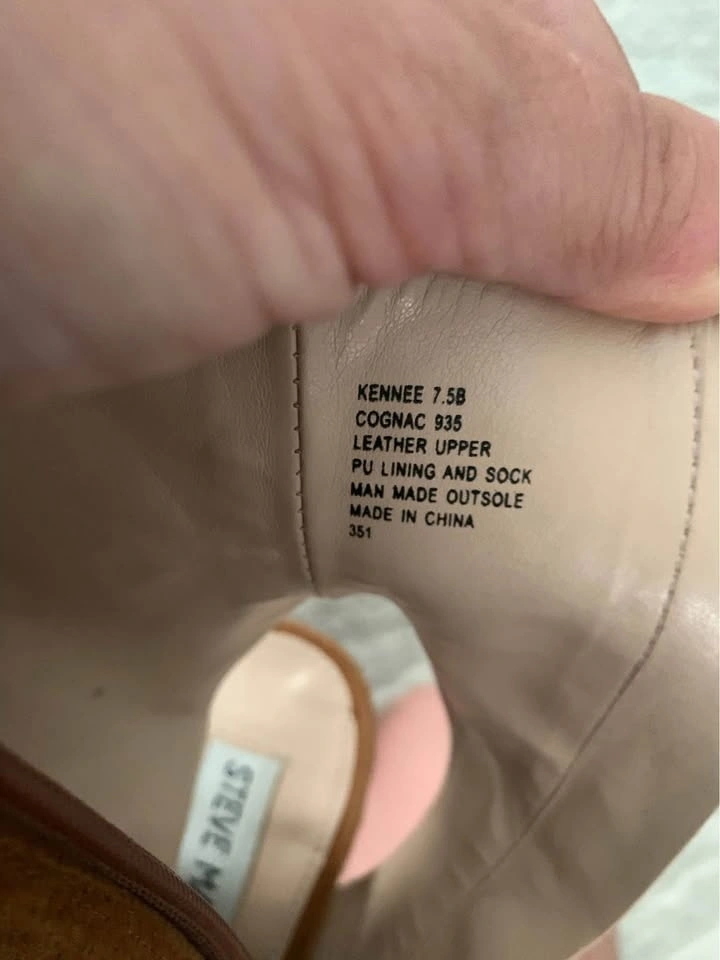 KENNEE 7.5B
COGNAC 935
LEATHER UPPER
PU LINING AND SOCK
MAN MADE OUTSOLE
MADE IN CHINA
351
STEVE